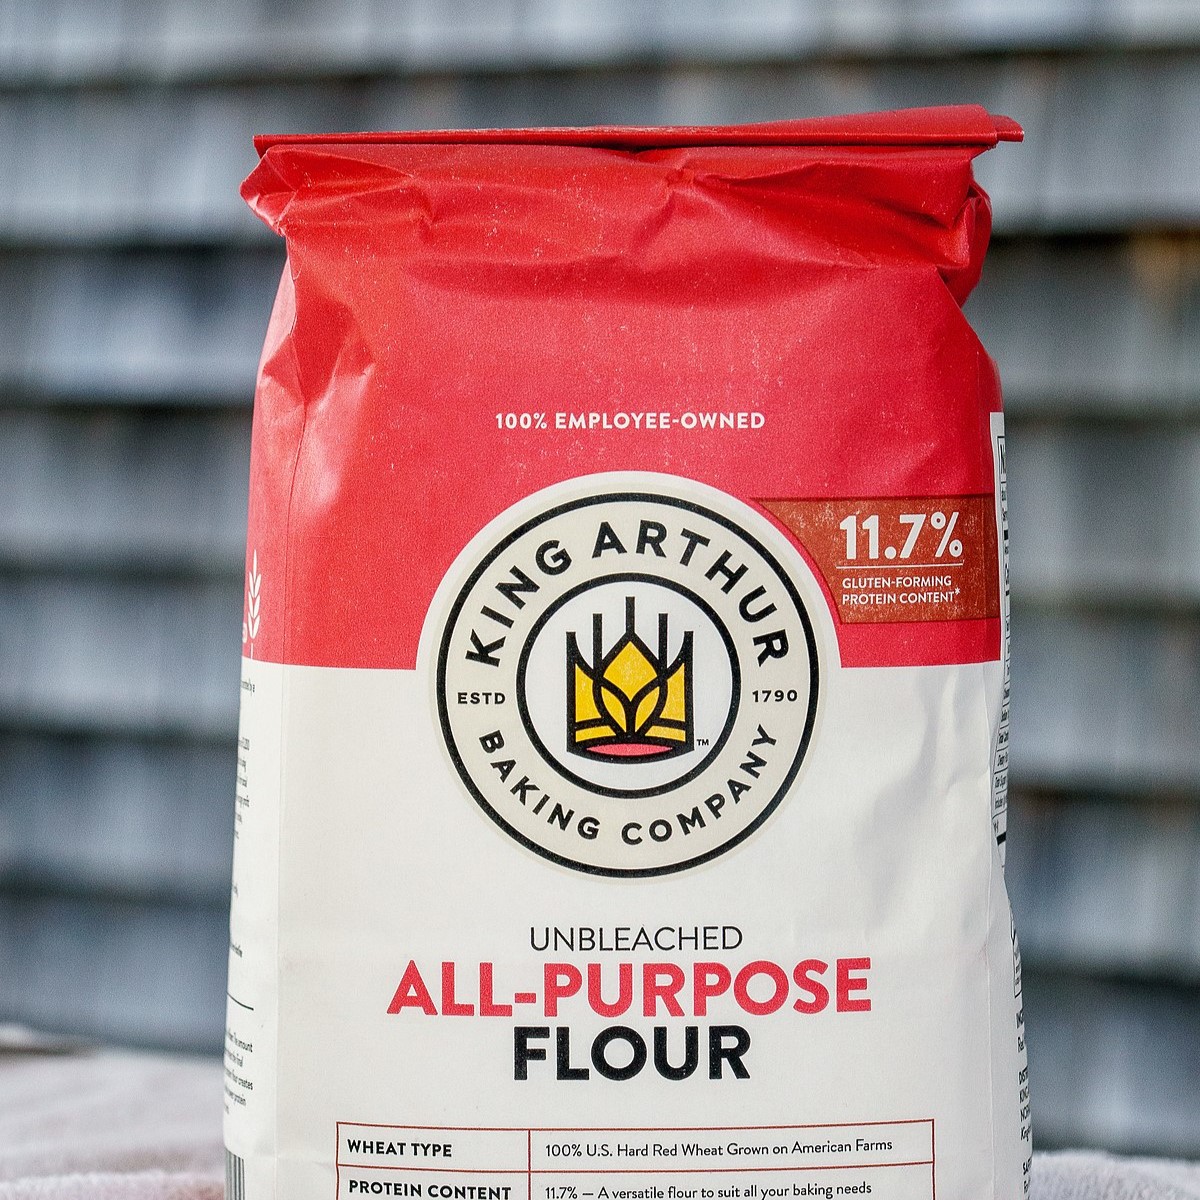 100% EMPLOYEE-OWNED
11.7%
GLUTEN-FORMING
PROTEIN CONTENT*
KING ARTHUR
ESTD 1790
BAKING COMPANY
TM
UNBLEACHED
ALL-PURPOSE
FLOUR
WHEAT TYPE 100% U.S. Hard Red Wheat Grown on American Farms
PROTEIN CONTENT 11.7% — A versatile flour to suit all your baking needs